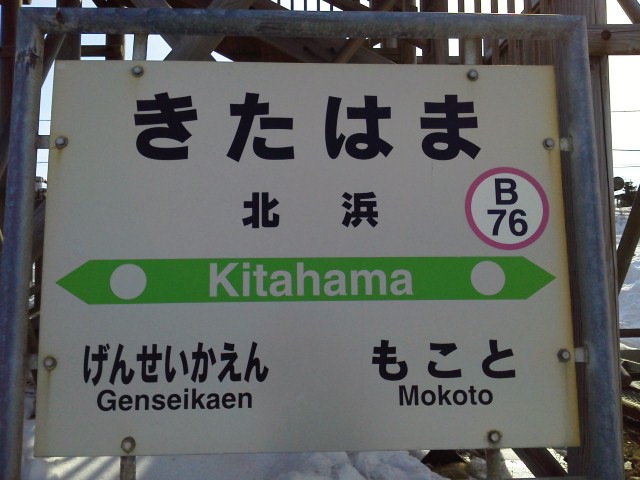 きたはま
北浜
B
76
Kitahama
げんせいかえん
Genseikaen
もこと
Mokoto